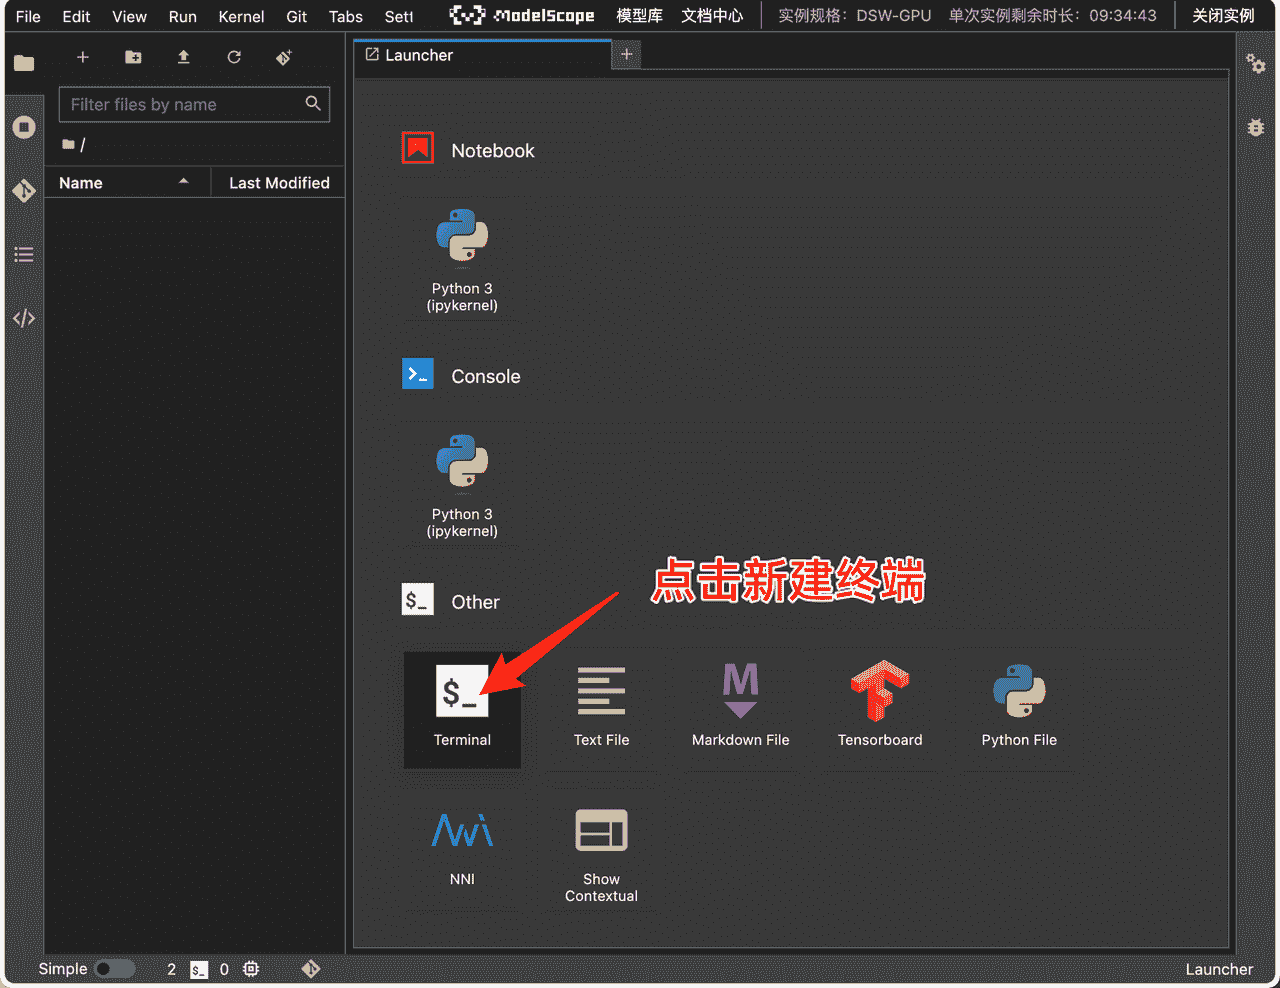 File Edit View Run Kernel Git Tabs Setl ModelScope 模型库 文档中心 实例规格：DSW-GPU 单次实例剩余时长：09:34:43 关闭实例
Launcher
Filter files by name
/
Name Last Modified
Notebook
Python 3
(ipykernel)
Console
Python 3
(ipykernel)
点击新建终端
$_ Other
$_
Terminal Text File Markdown File Tensorboard Python File
NNI Show
Contextual
Simple 2 $_ 0 Launcher